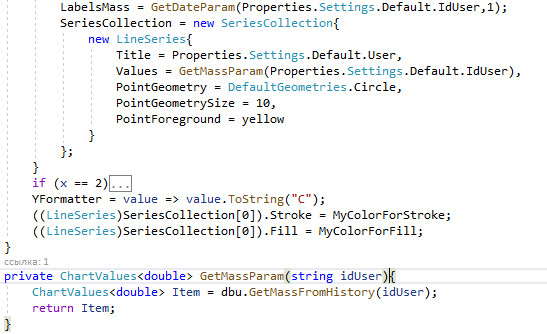 LabelsMass = GetDateParam(Properties.Settings.Default.IdUser,1);
SeriesCollection = new SeriesCollection{
new LineSeries{
Title = Properties.Settings.Default.User,
Values = GetMassParam(Properties.Settings.Default.IdUser),
PointGeometry = DefaultGeometries.Circle,
PointGeometrySize = 10,
PointForeground = yellow
}
};
}
if (x == 2)...
YFormatter = value => value.ToString("C");
((LineSeries)SeriesCollection[0]).Stroke = MyColorForStroke;
((LineSeries)SeriesCollection[0]).Fill = MyColorForFill;
}
ссылка: 1
private ChartValues<double> GetMassParam(string idUser){
ChartValues<double> Item = dbu.GetMassFromHistory(idUser);
return Item;
}